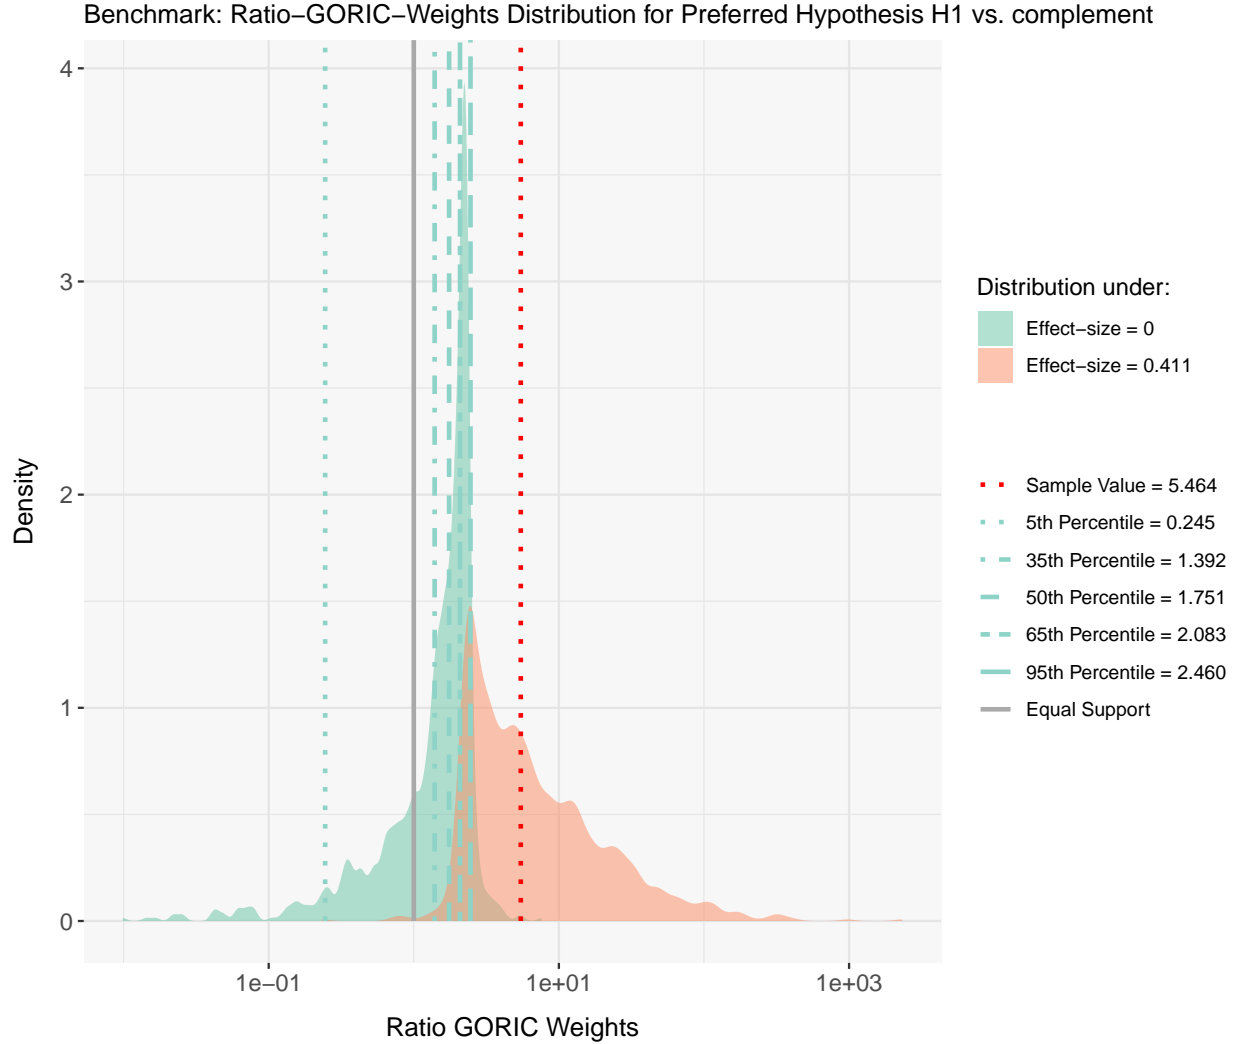 Benchmark: Ratio−GORIC−Weights Distribution for Preferred Hypothesis H1 vs. complement
4
3
2
1
0
Density
1e−01
1e+01
1e+03
Ratio GORIC Weights
Distribution under:
Effect−size = 0
Effect−size = 0.411
Sample Value = 5.464
5th Percentile = 0.245
35th Percentile = 1.392
50th Percentile = 1.751
65th Percentile = 2.083
95th Percentile = 2.460
Equal Support